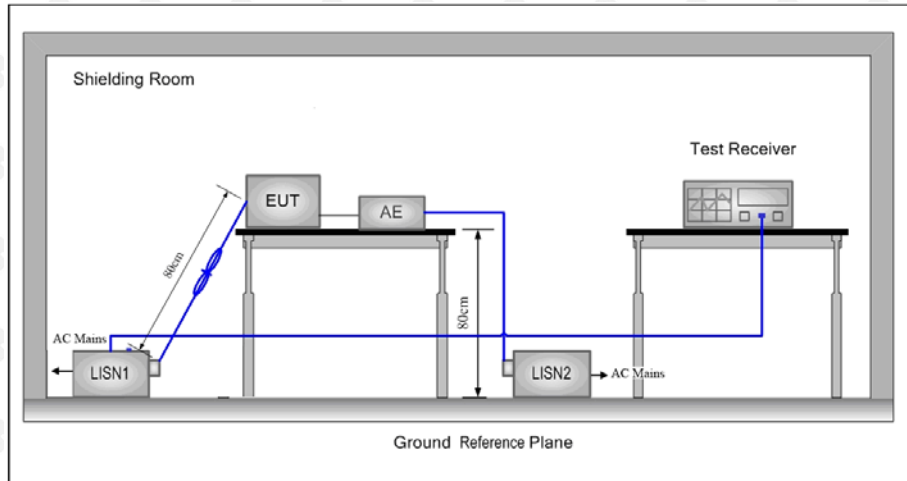 Shielding Room
Test Receiver
EUT
AE
80cm
80cm
AC Mains
LISN1
LISN2
AC Mains
Ground Reference Plane